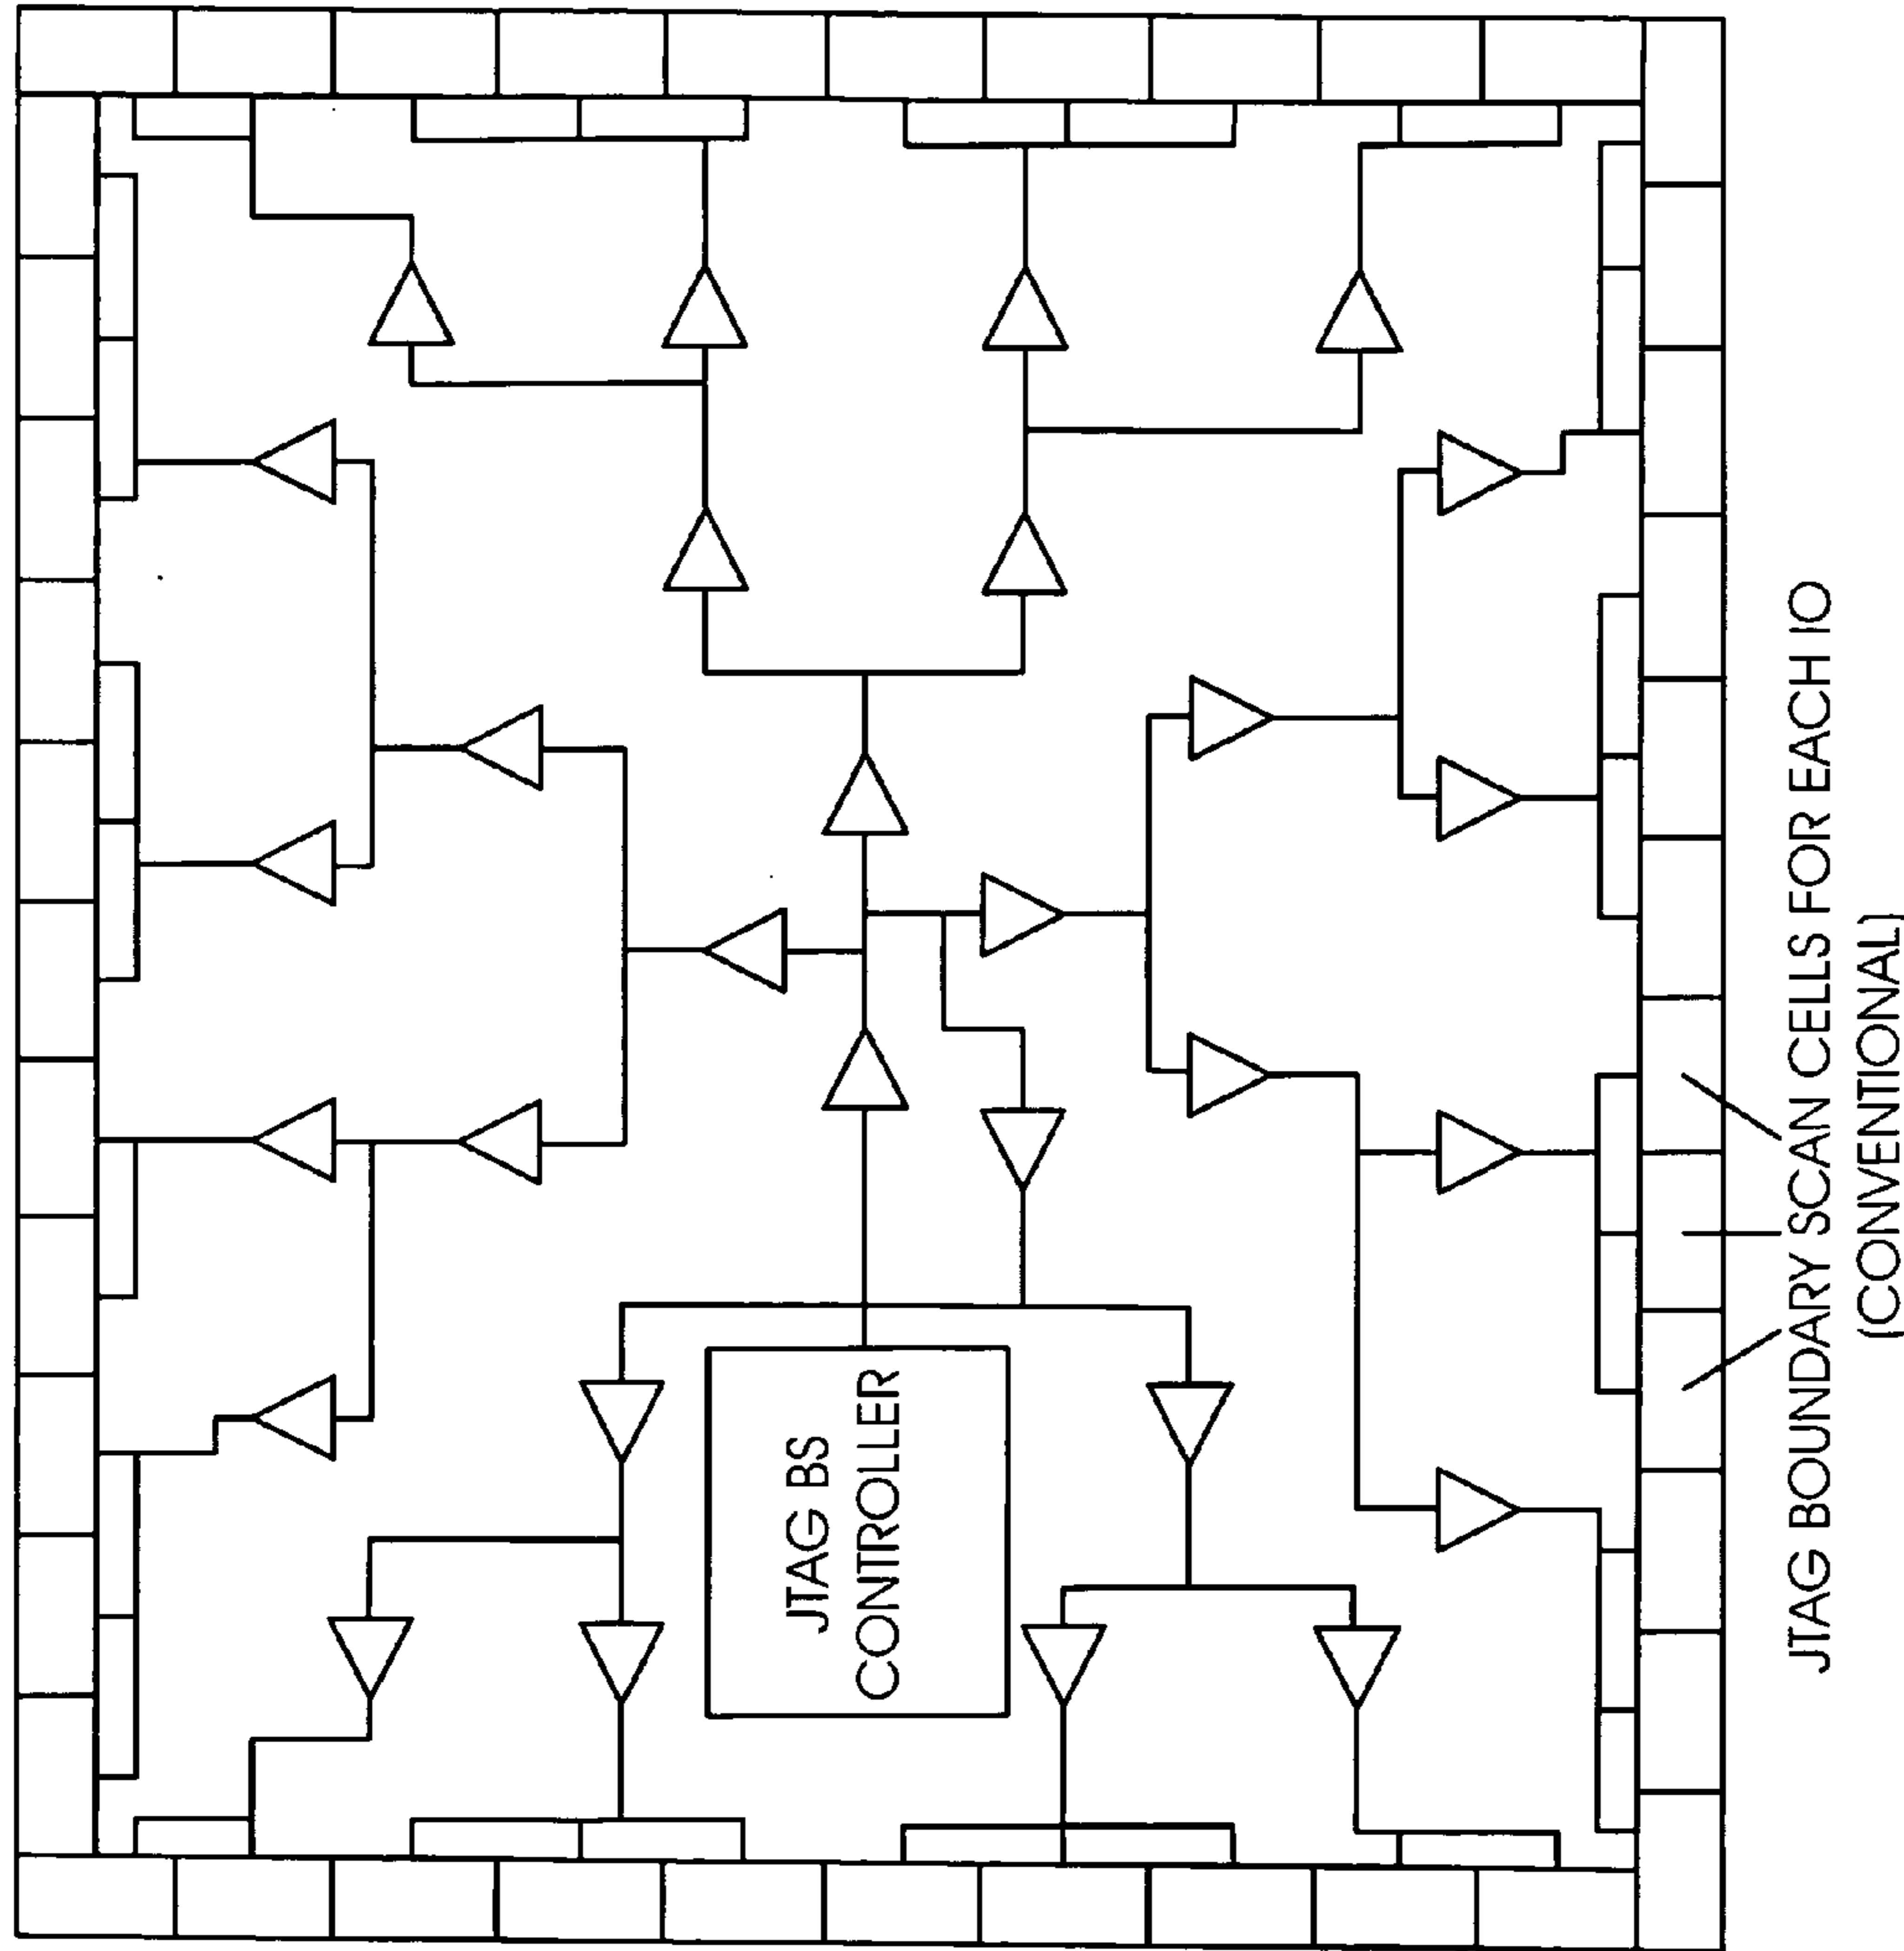 JTAG BS
CONTROLLER
JTAG BOUNDARY SCAN CELLS FOR EACH IO
(CONVENTIONAL)